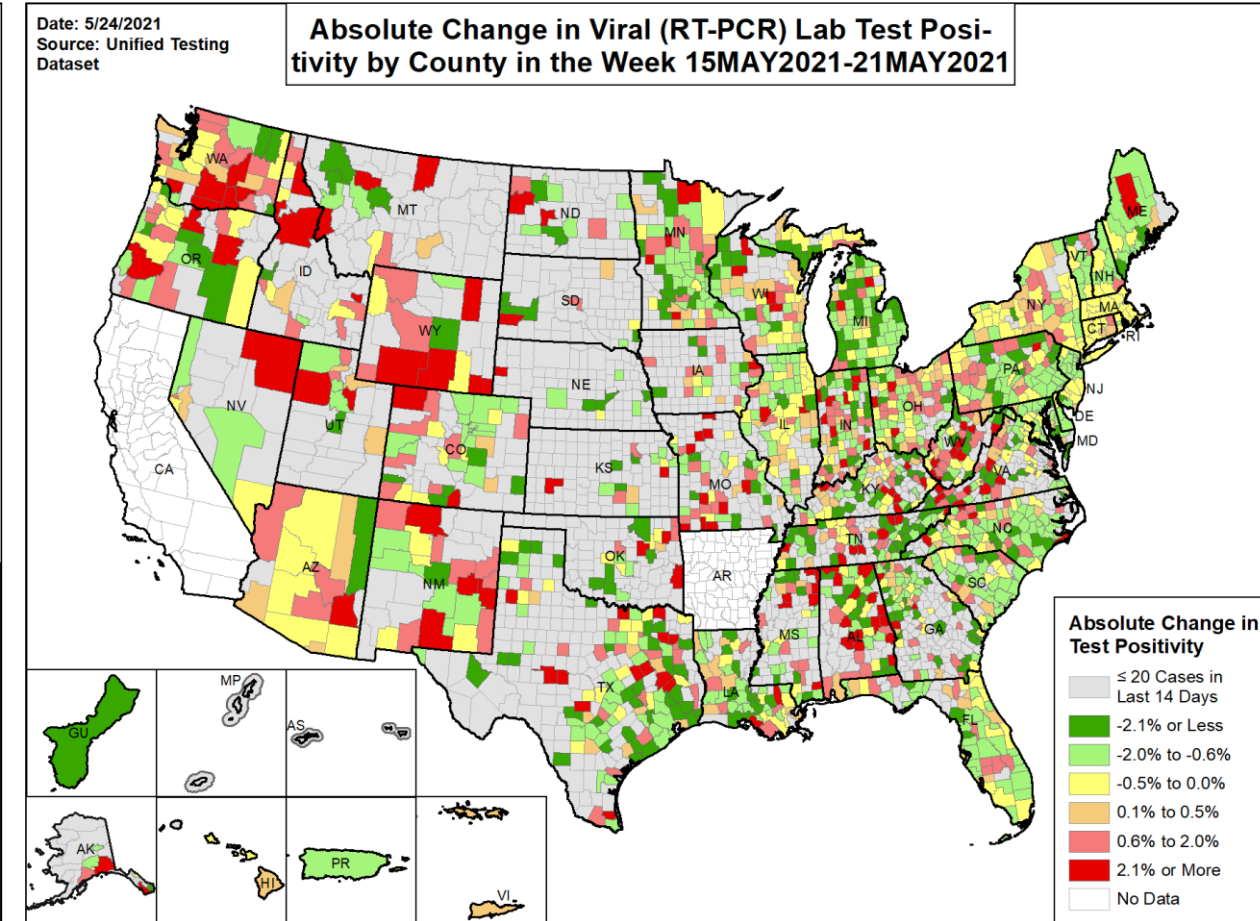 Date: 5/24/2021
Source: Unified Testing
Dataset
Absolute Change in Viral (RT-PCR) Lab Test Posi-
tivity by County in the Week 15MAY2021-21MAY2021
WA
MT
ND
MN
ME
OR
ID
SD
WI
VT
NH
WY
MI
NY
MA
CT
RI
IA
PA
NE
NV
UT
IL
IN
OH
NJ
DE
MD
CO
WV
CA
KS
MO
KY
VA
TN
NC
AZ
NM
OK
AR
SC
MS
AL
GA
TX
LA
FL
GU
MP
AS
AK
HI
PR
VI
Absolute Change in
Test Positivity
≤ 20 Cases in
Last 14 Days
-2.1% or Less
-2.0% to -0.6%
-0.5% to 0.0%
0.1% to 0.5%
0.6% to 2.0%
2.1% or More
No Data